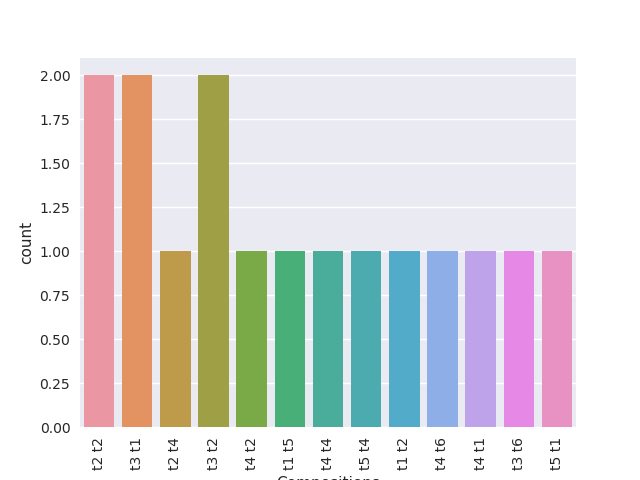 2.00
1.75
1.50
1.25
1.00
0.75
0.50
0.25
0.00
count
t2 t2
t3 t1
t2 t4
t3 t2
t4 t2
t1 t5
t4 t4
t5 t4
t1 t2
t4 t6
t4 t1
t3 t6
t5 t1
Compositions